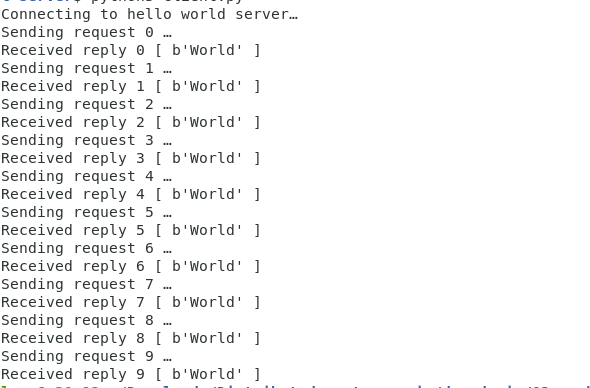 Connecting to hello world server…
Sending request 0 …
Received reply 0 [ b'World' ]
Sending request 1 …
Received reply 1 [ b'World' ]
Sending request 2 …
Received reply 2 [ b'World' ]
Sending request 3 …
Received reply 3 [ b'World' ]
Sending request 4 …
Received reply 4 [ b'World' ]
Sending request 5 …
Received reply 5 [ b'World' ]
Sending request 6 …
Received reply 6 [ b'World' ]
Sending request 7 …
Received reply 7 [ b'World' ]
Sending request 8 …
Received reply 8 [ b'World' ]
Sending request 9 …
Received reply 9 [ b'World' ]